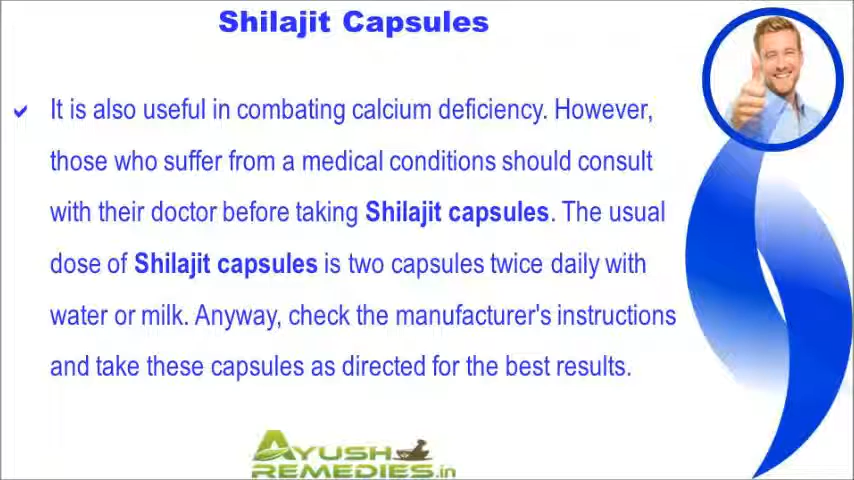 Shilajit Capsules
It is also useful in combating calcium deficiency. However,
those who suffer from a medical conditions should consult
with their doctor before taking Shilajit capsules. The usual
dose of Shilajit capsules is two capsules twice daily with
water or milk. Anyway, check the manufacturer's instructions
and take these capsules as directed for the best results.
AYUSH
REMEDIES.in